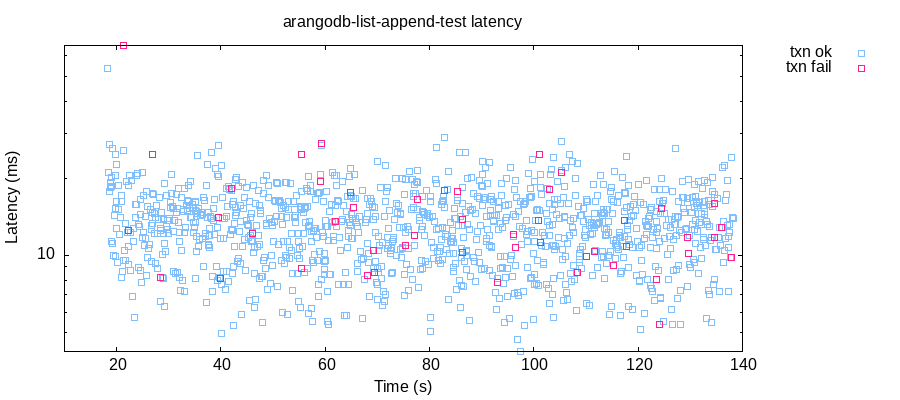 arangodb-list-append-test latency
txn ok
txn fail
Latency (ms)
10
20 40 60 80 100 120 140
Time (s)